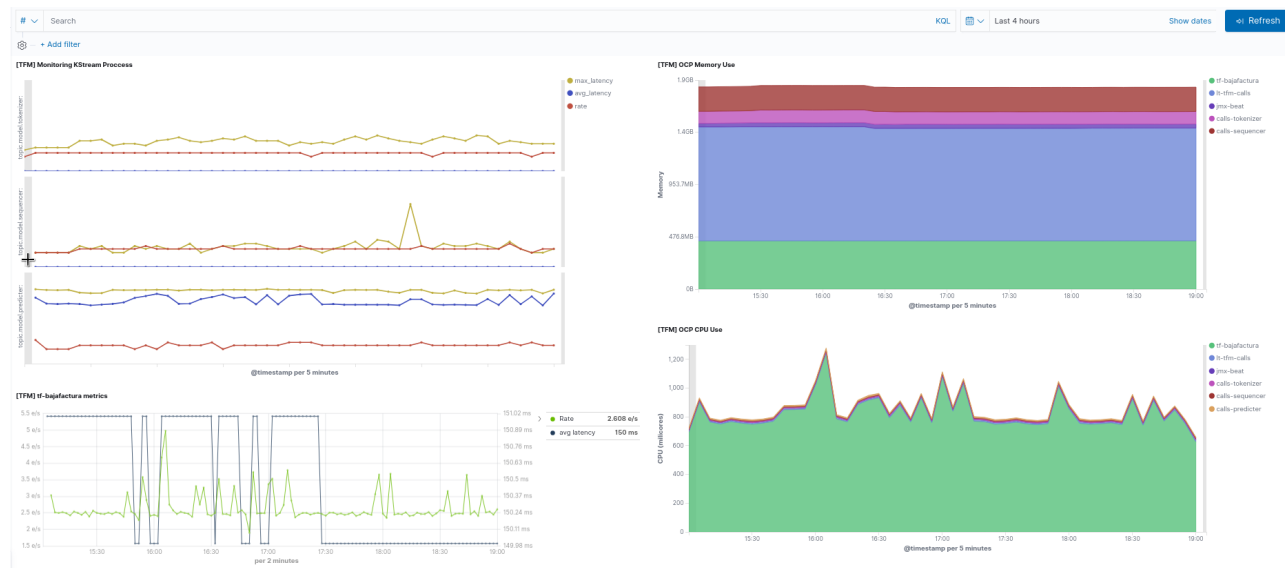 # Search KQL Last 4 hours Show dates Refresh
+ Add filter
[TFM] Monitoring KStream Proccess
max_latency
avg_latency
rate
topic.model.tokenizer:
topic.model.sequencer:
topic.model.predicter:
@timestamp per 5 minutes
[TFM] tf-bajafactura metrics
5.5 e/s
5 e/s
4.5 e/s
4 e/s
3.5 e/s
3 e/s
2.5 e/s
2 e/s
1.5 e/s
151.02 ms
150.89 ms
150.76 ms
150.63 ms
150.5 ms
150.37 ms
150.24 ms
150.11 ms
149.98 ms
15:30 16:00 16:30 17:00 17:30 18:00 18:30 19:00
per 2 minutes
Rate 2.608 e/s
avg latency 150 ms
[TFM] OCP Memory Use
1.9GB
1.4GB
953.7MB
476.8MB
0B
Memory
15:30 16:00 16:30 17:00 17:30 18:00 18:30 19:00
@timestamp per 5 minutes
tf-bajafactura
lt-tfm-calls
jmx-beat
calls-tokenizer
calls-sequencer
[TFM] OCP CPU Use
1,200
1,000
800
600
400
200
0
CPU (milicores)
15:30 16:00 16:30 17:00 17:30 18:00 18:30 19:00
@timestamp per 5 minutes
tf-bajafactura
lt-tfm-calls
jmx-beat
calls-tokenizer
calls-sequencer
calls-predicter